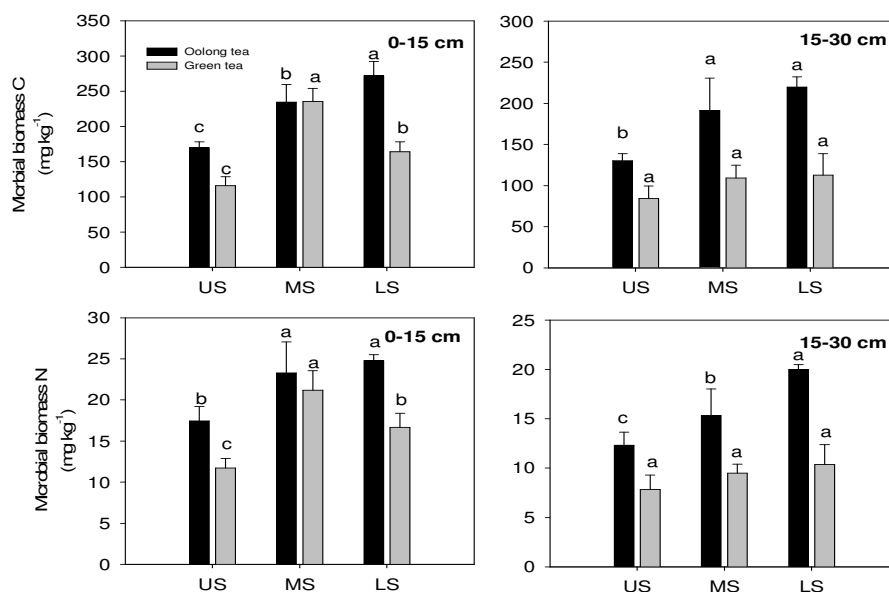 Microbial biomass C
(mg kg⁻¹)
350
300
250
200
150
100
50
0
Oolong tea
Green tea
0-15 cm
c
c
b
a
a
b
US
MS
LS
300
250
200
150
100
50
0
15-30 cm
b
a
a
a
a
a
US
MS
LS
Microbial biomass N
(mg kg⁻¹)
30
25
20
15
10
5
0
0-15 cm
b
c
a
a
a
b
US
MS
LS
25
20
15
10
5
0
15-30 cm
c
a
b
a
a
a
US
MS
LS